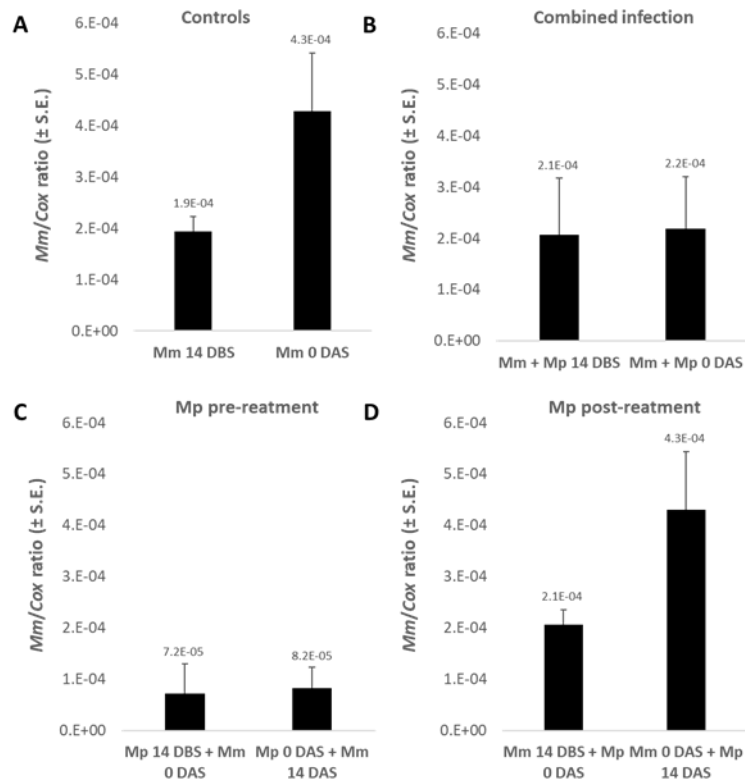 A
Controls
6.E-04
5.E-04
4.E-04
3.E-04
2.E-04
1.E-04
0.E+00
Mm/Cox ratio (± S.E.)
1.9E-04
4.3E-04
Mm 14 DBS
Mm 0 DAS
B
Combined infection
6.E-04
5.E-04
4.E-04
3.E-04
2.E-04
1.E-04
0.E+00
Mm/Cox ratio (± S.E.)
2.1E-04
2.2E-04
Mm + Mp 14 DBS
Mm + Mp 0 DAS
C
Mp pre-reatment
6.E-04
5.E-04
4.E-04
3.E-04
2.E-04
1.E-04
0.E+00
Mm/Cox ratio (± S.E.)
7.2E-05
8.2E-05
Mp 14 DBS + Mm
0 DAS
Mp 0 DAS + Mm
14 DAS
D
Mp post-reatment
6.E-04
5.E-04
4.E-04
3.E-04
2.E-04
1.E-04
0.E+00
Mm/Cox ratio (± S.E.)
2.1E-04
4.3E-04
Mm 14 DBS + Mp
0 DAS
Mm 0 DAS + Mp
14 DAS